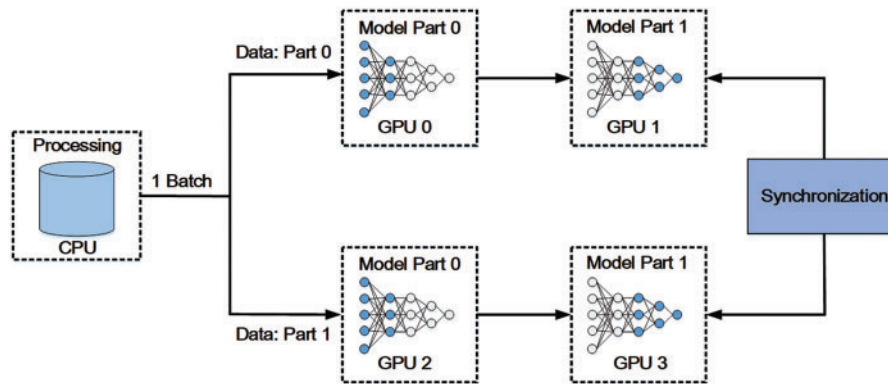 Model Part 0
Model Part 1
Data: Part 0
GPU 0
GPU 1
Processing
1 Batch
CPU
Synchronization
Model Part 0
Model Part 1
Data: Part 1
GPU 2
GPU 3